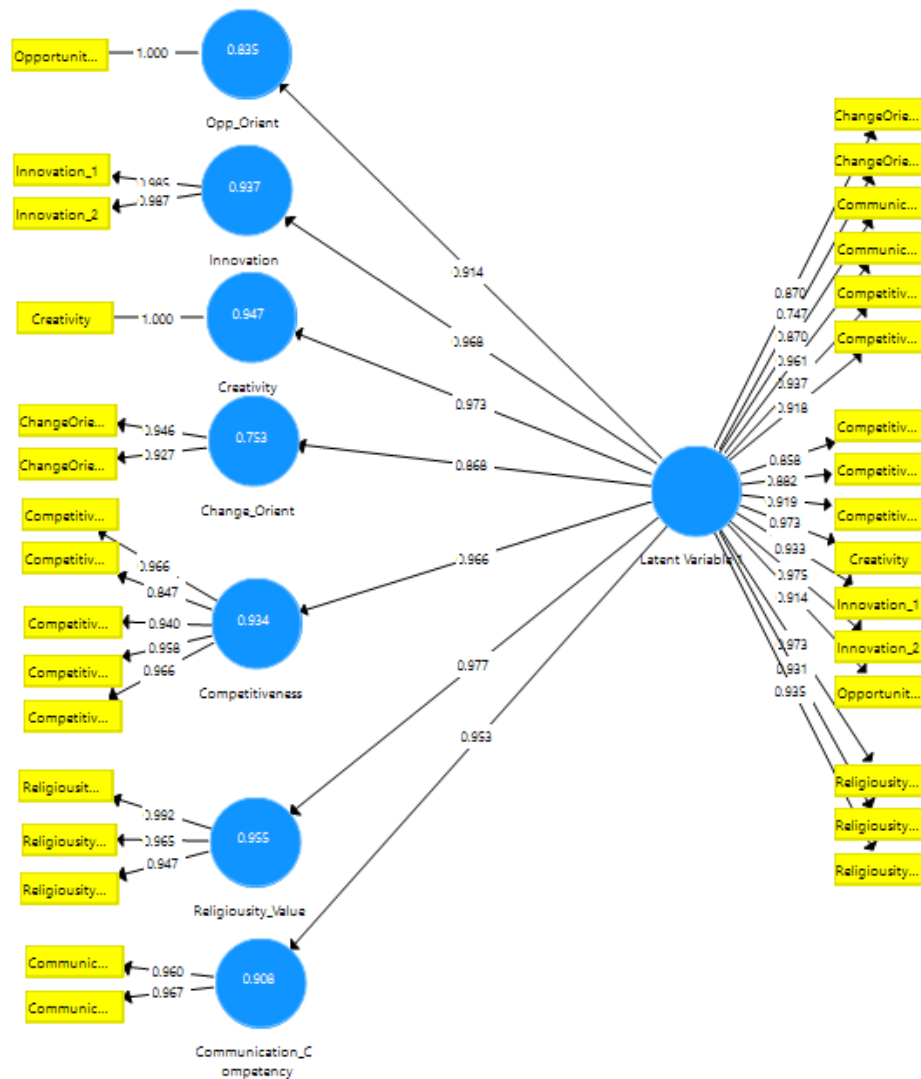 Opportunit...
1.000
0.835
Opp_Orient
Innovation_1
Innovation_2
0.985
0.987
0.937
Innovation
Creativity
1.000
0.947
Creativity
ChangeOrie...
ChangeOrie...
0.946
0.927
0.753
Change_Orient
Competitiv...
Competitiv...
Competitiv...
Competitiv...
Competitiv...
0.966
0.847
0.940
0.958
0.966
0.934
Competitiveness
Religiousit...
Religiousity...
Religiousity...
0.992
0.965
0.947
0.955
Religiousity_Value
Communic...
Communic...
0.960
0.967
0.908
Communication_C
ompetency
0.914
0.968
0.973
0.868
0.966
0.977
0.953
Latent Variable 1
0.870
0.747
0.870
0.961
0.937
0.918
0.858
0.882
0.919
0.973
0.933
0.975
0.914
0.973
0.931
0.935
ChangeOrie...
ChangeOrie...
Communic...
Communic...
Competitiv...
Competitiv...
Competitiv...
Competitiv...
Competitiv...
Creativity
Innovation_1
Innovation_2
Opportunit...
Religiousity...
Religiousity...
Religiousity...